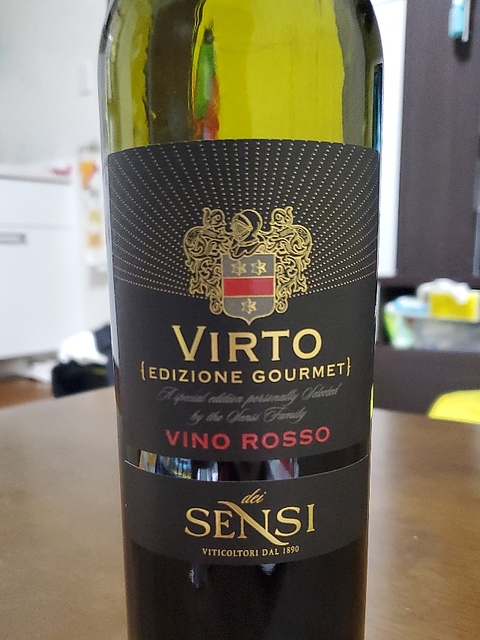 VIRTO
{EDIZIONE GOURMET}
A special edition personally Selected
by the Sensi Family
VINO ROSSO
dei
SENSI
VITICOLTORI DAL 1890